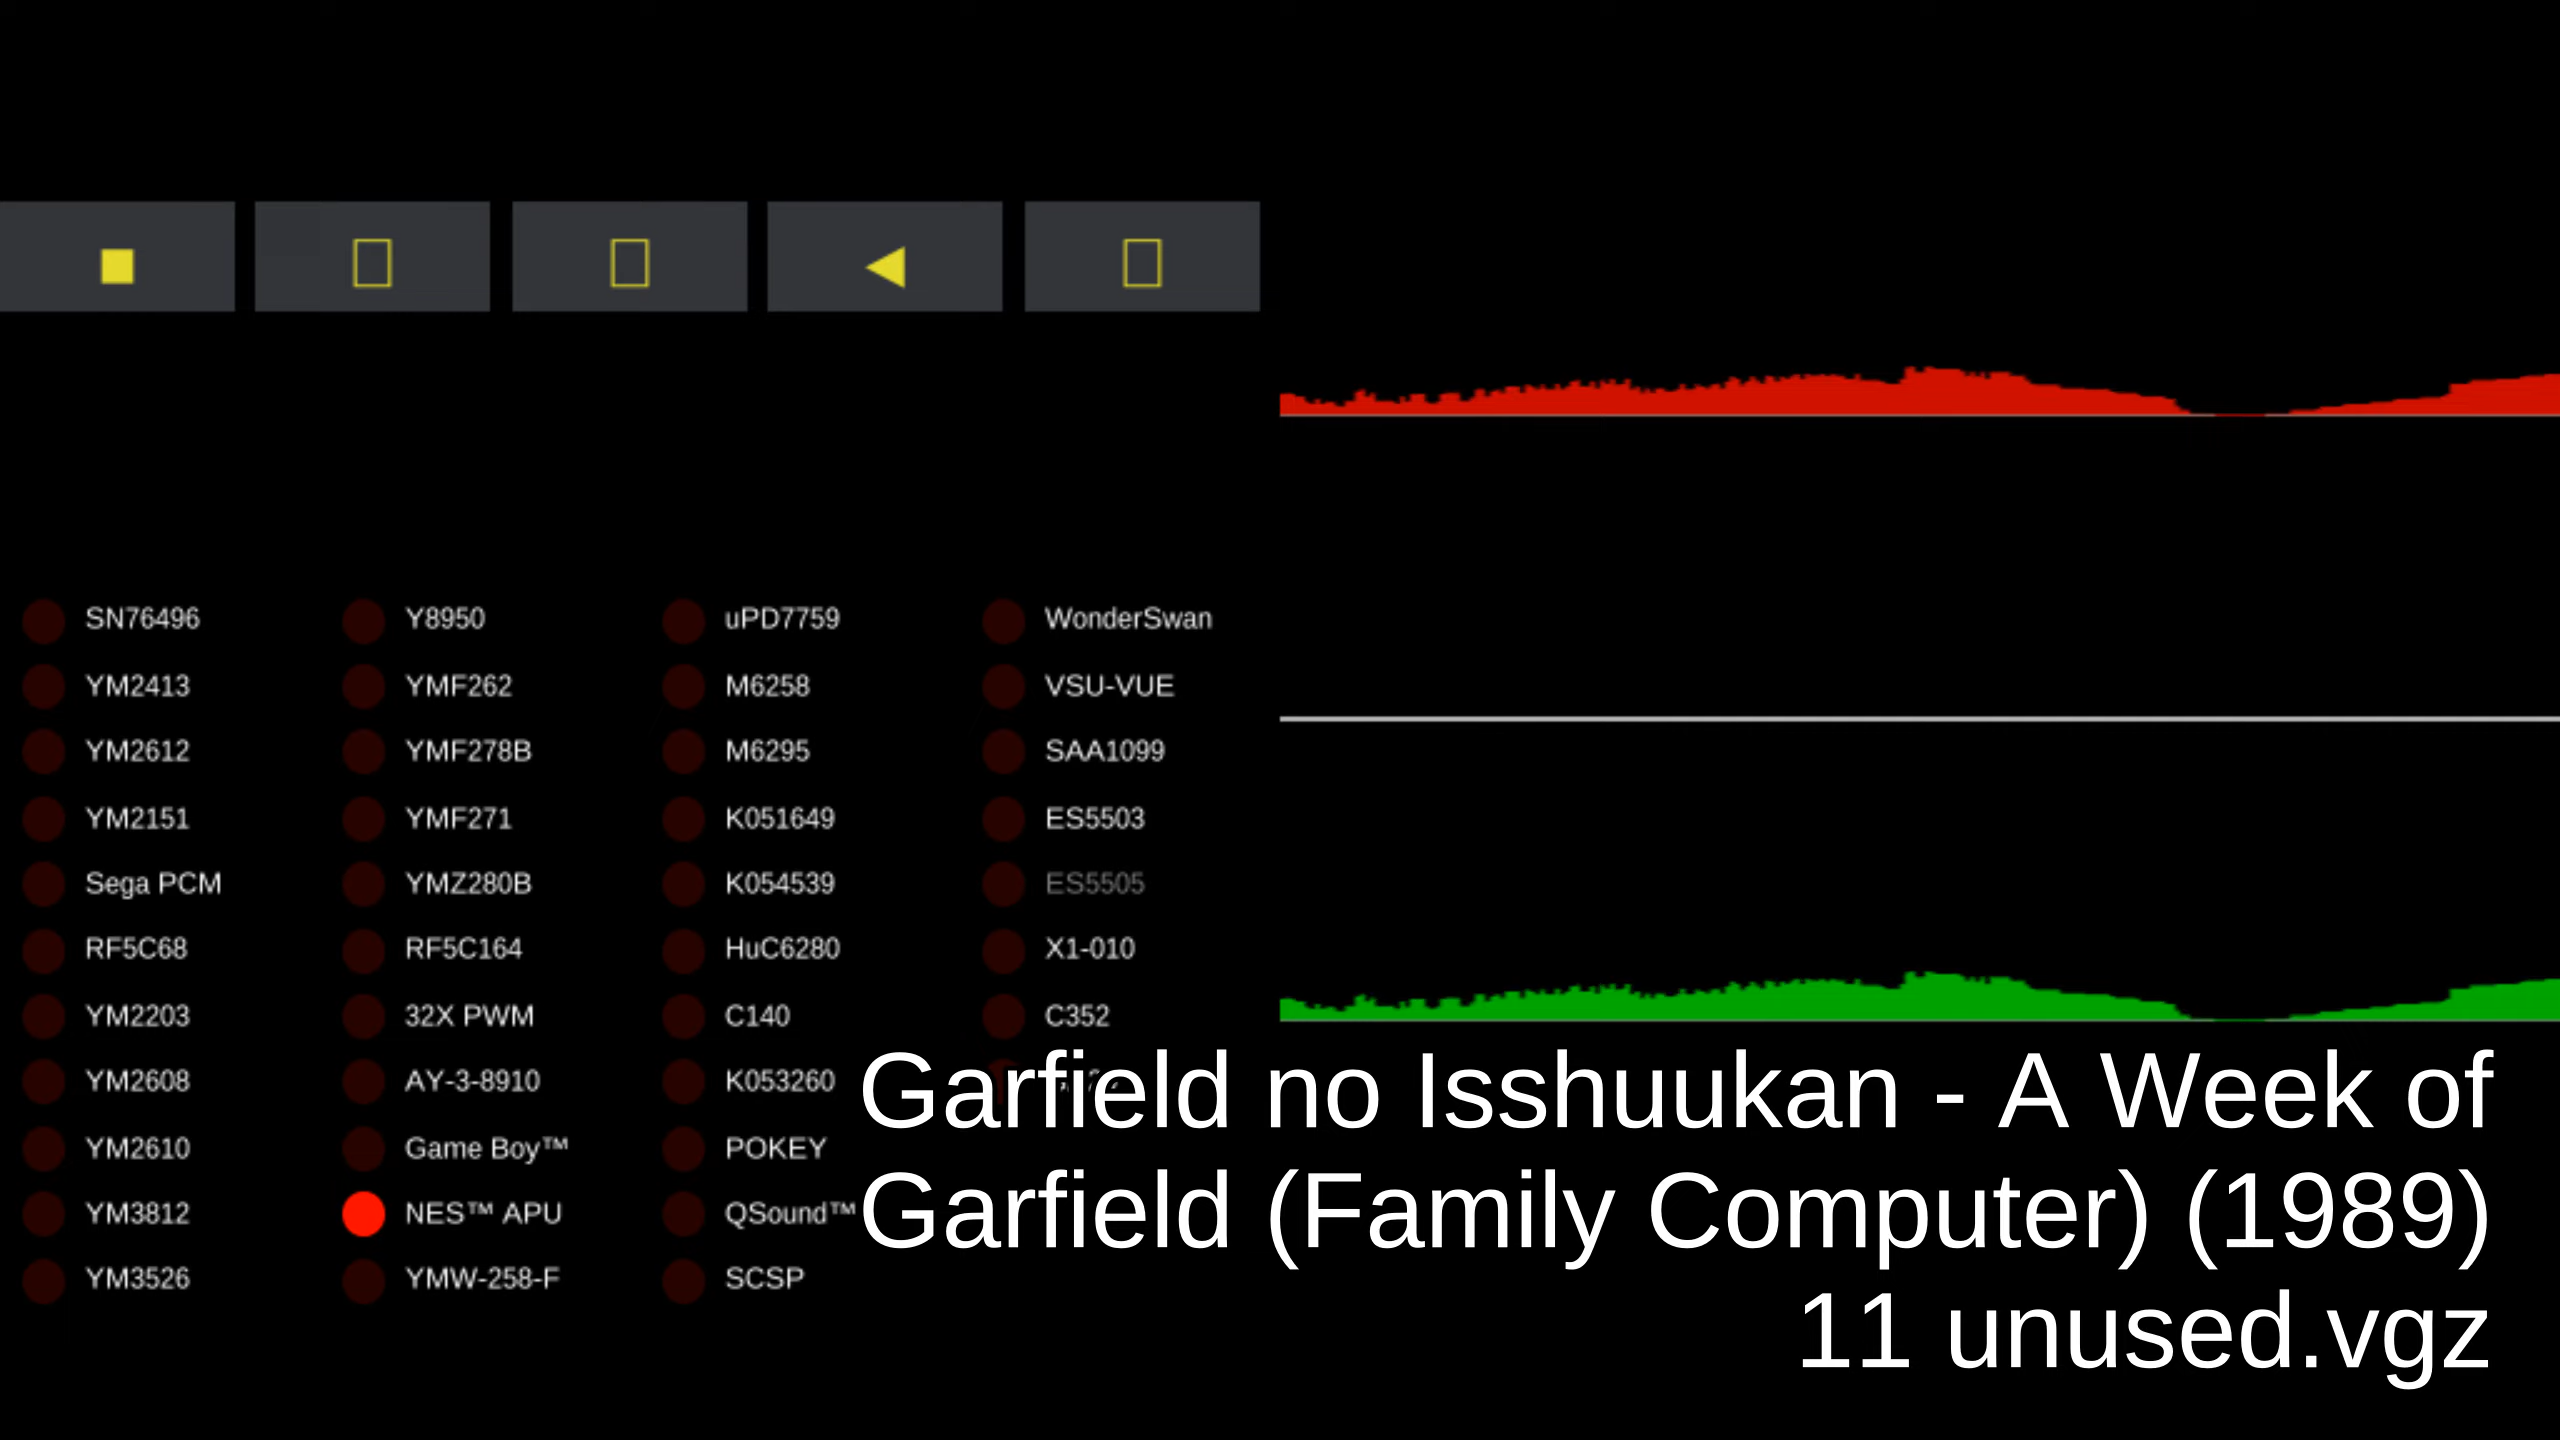 SN76496 Y8950 uPD7759 WonderSwan
YM2413 YMF262 M6258 VSU-VUE
YM2612 YMF278B M6295 SAA1099
YM2151 YMF271 K051649 ES5503
Sega PCM YMZ280B K054539 ES5505
RF5C68 RF5C164 HuC6280 X1-010
YM2203 32X PWM C140 C352
YM2608 AY-3-8910 K053260
YM2610 Game Boy™ POKEY
YM3812 NES™ APU QSound™
YM3526 YMW-258-F SCSP
Garfield no Isshuukan - A Week of
Garfield (Family Computer) (1989)
11 unused.vgz